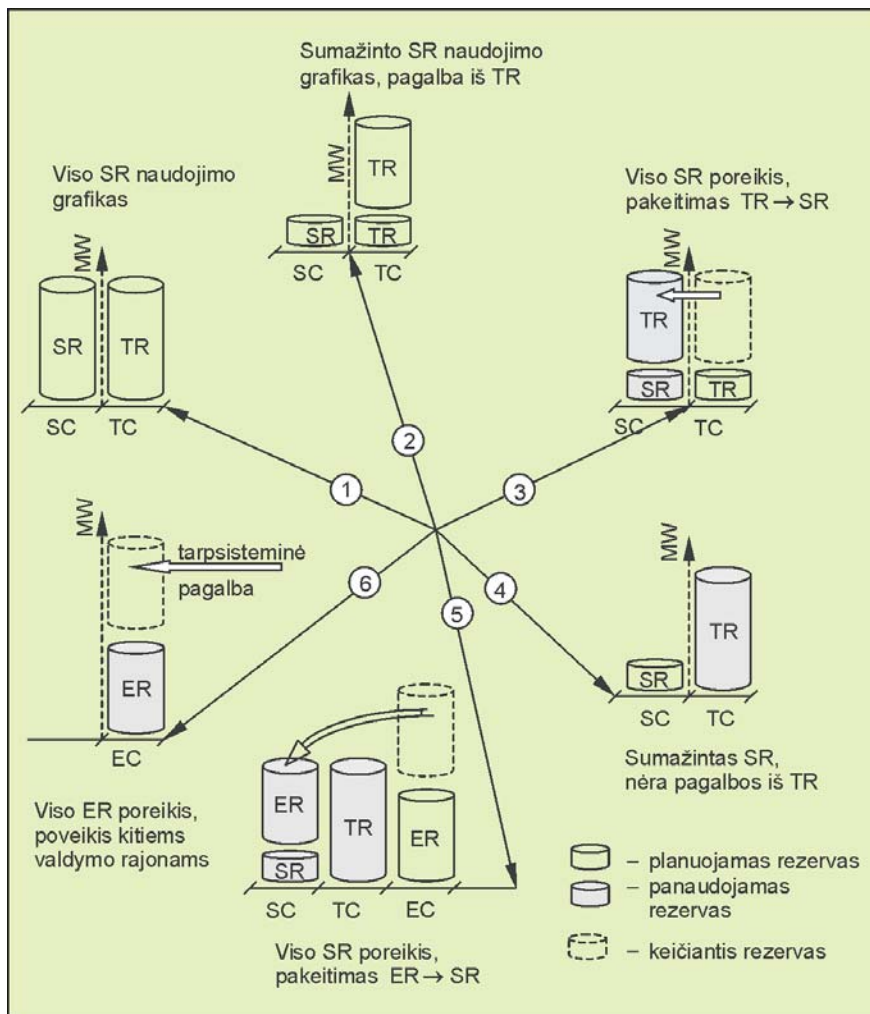 Sumažinto SR naudojimo
grafikas, pagalba iš TR
MW
TR
SR
TR
SC
TC
Viso SR naudojimo
grafikas
MW
SR
TR
SC
TC
Viso SR poreikis,
pakeitimas TR → SR
MW
TR
SR
TR
SC
TC
1
2
3
4
5
6
MW
tarpsisteminė
pagalba
ER
EC
Viso ER poreikis,
poveikis kitiems
valdymo rajonams
MW
TR
SR
SC
TC
Sumažintas SR,
nėra pagalbos iš TR
ER
TR
ER
SR
SC
TC
EC
Viso SR poreikis,
pakeitimas ER → SR
– planuojamas rezervas
– panaudojamas
rezervas
– keičiantis rezervas